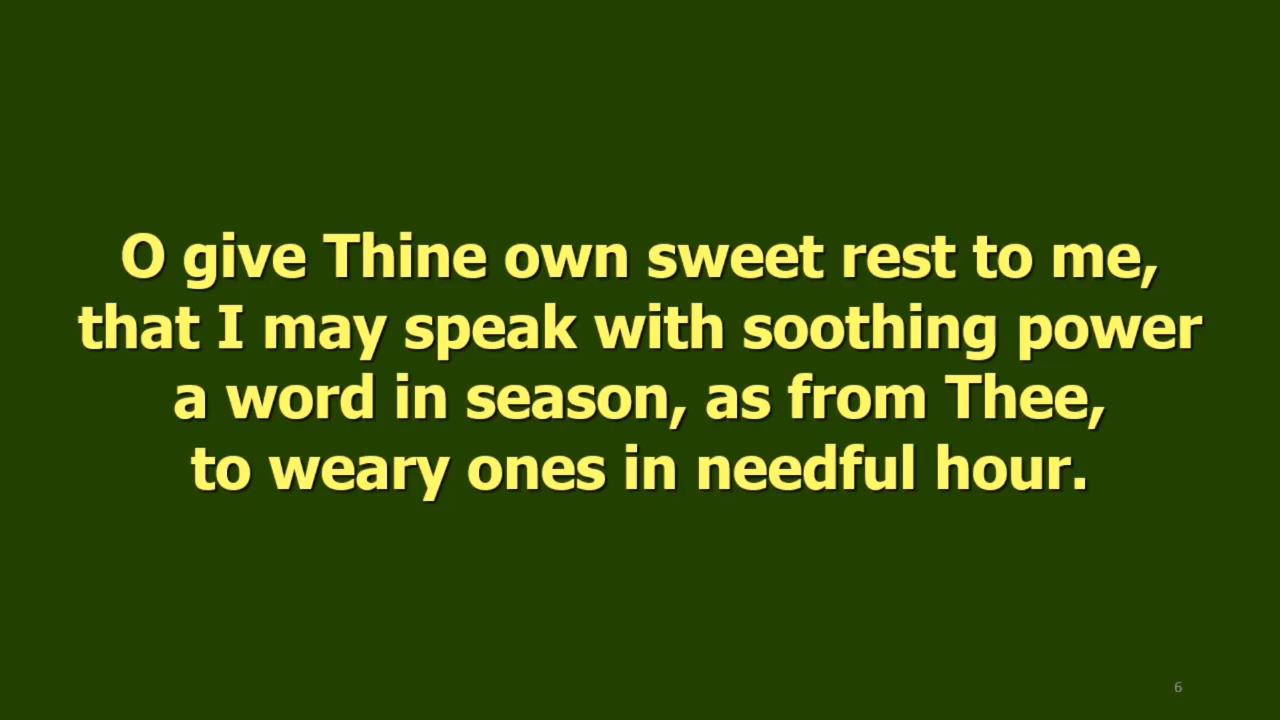 O give Thine own sweet rest to me,
that I may speak with soothing power
a word in season, as from Thee,
to weary ones in needful hour.
6